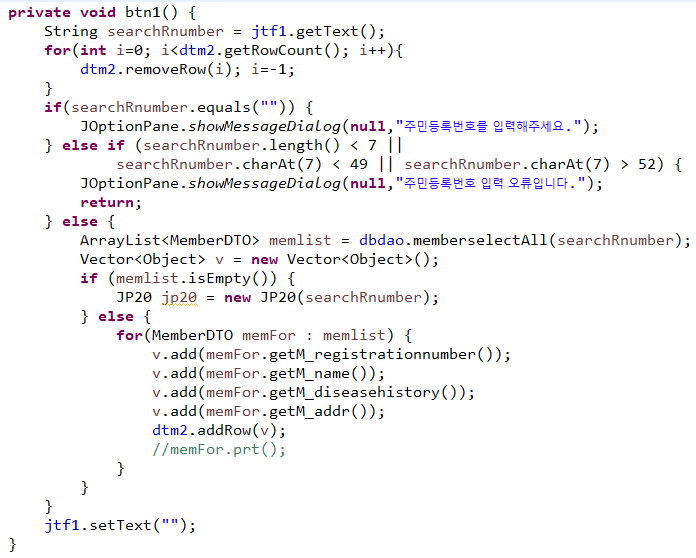 private void btn1() {
    String searchRnumber = jtf1.getText();
    for(int i=0; i<dtm2.getRowCount(); i++){
        dtm2.removeRow(i); i=-1;
    }
    if(searchRnumber.equals("")) {
        JOptionPane.showMessageDialog(null,"주민등록번호를 입력해주세요.");
    } else if (searchRnumber.length() < 7 ||
            searchRnumber.charAt(7) < 49 || searchRnumber.charAt(7) > 52) {
        JOptionPane.showMessageDialog(null,"주민등록번호 입력 오류입니다.");
        return;
    } else {
        ArrayList<MemberDTO> memlist = dbdao.memberselectAll(searchRnumber);
        Vector<Object> v = new Vector<Object>();
        if (memlist.isEmpty()) {
            JP20 jp20 = new JP20(searchRnumber);
        } else {
            for(MemberDTO memFor : memlist) {
                v.add(memFor.getM_registrationnumber());
                v.add(memFor.getM_name());
                v.add(memFor.getM_diseasehistory());
                v.add(memFor.getM_addr());
                dtm2.addRow(v);
                //memFor.prt();
            }
        }
    }
    jtf1.setText("");
}